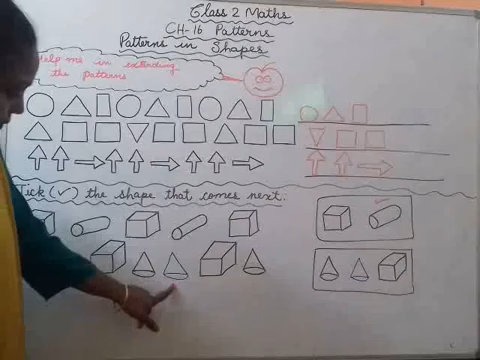 Class 2 Maths
CH-16 Patterns
Patterns in Shapes
Help me in extending
the patterns
Tick (✓) the shape that comes next: